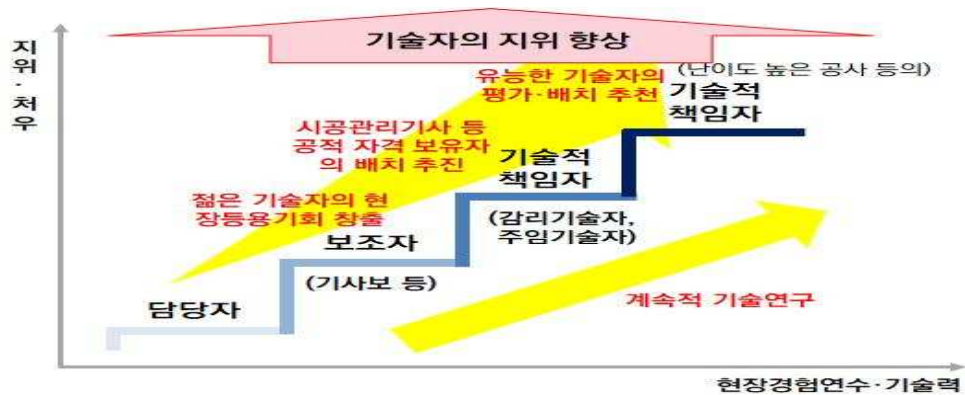 기술자의 지위 향상
지위·처우
유능한 기술자의
평가·배치 추천
(난이도 높은 공사 등의)
기술적
책임자
시공관리기사 등
공적 자격 보유자
의 배치 추진
기술적
책임자
(감리기술자,
주임기술자)
젊은 기술자의 현
장등용기회 창출
보조자
(기사보 등)
담당자
계속적 기술연구
현장경험연수·기술력